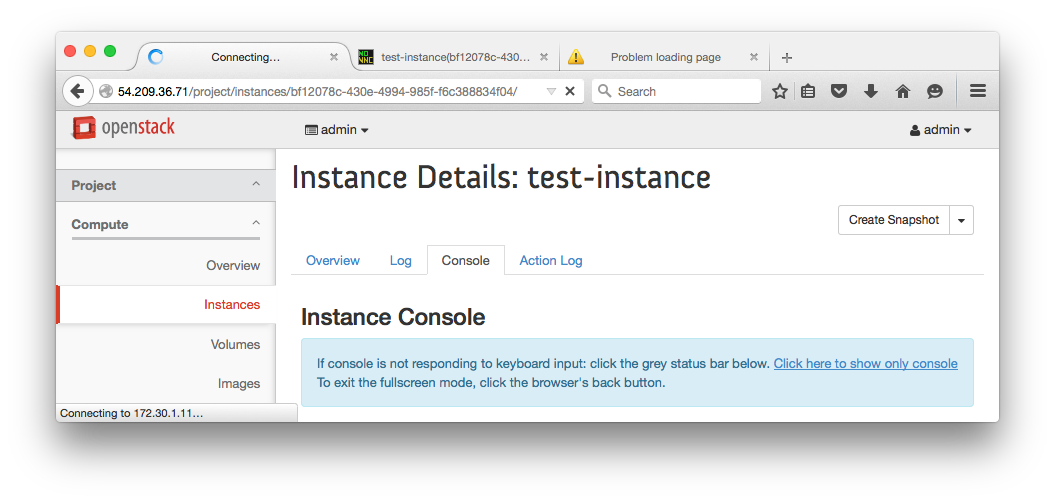 Connecting...
test-instance(bf12078c-430...
Problem loading page
54.209.36.71/project/instances/bf12078c-430e-4994-985f-f6c388834f04/
Search
openstack
admin
admin
Project
Compute
Overview
Instances
Volumes
Images
Instance Details: test-instance
Create Snapshot
Overview
Log
Console
Action Log
Instance Console
If console is not responding to keyboard input: click the grey status bar below. Click here to show only console
To exit the fullscreen mode, click the browser's back button.
Connecting to 172.30.1.11...